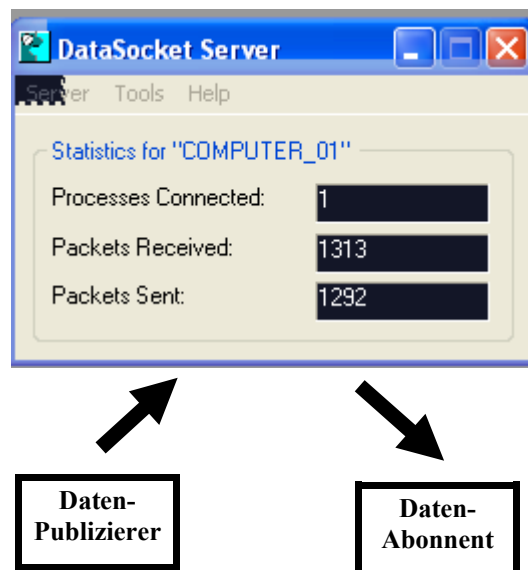 DataSocket Server
Server Tools Help
Statistics for "COMPUTER_01"
Processes Connected: 1
Packets Received: 1313
Packets Sent: 1292
Daten-
Publizierer
Daten-
Abonnent